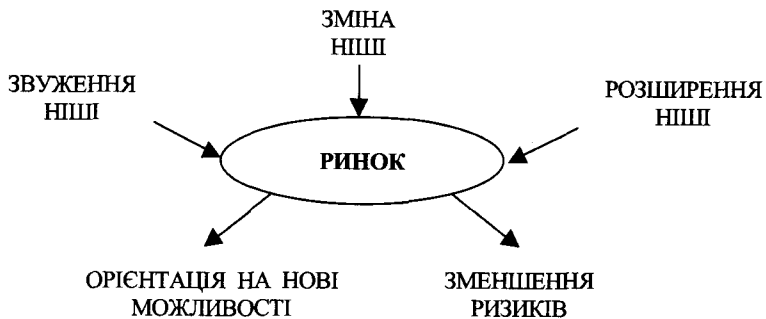 ЗМІНА
НІШІ
ЗВУЖЕННЯ
НІШІ
РОЗШИРЕННЯ
НІШІ
РИНОК
ОРІЄНТАЦІЯ НА НОВІ
МОЖЛИВОСТІ
ЗМЕНШЕННЯ
РИЗИКІВ